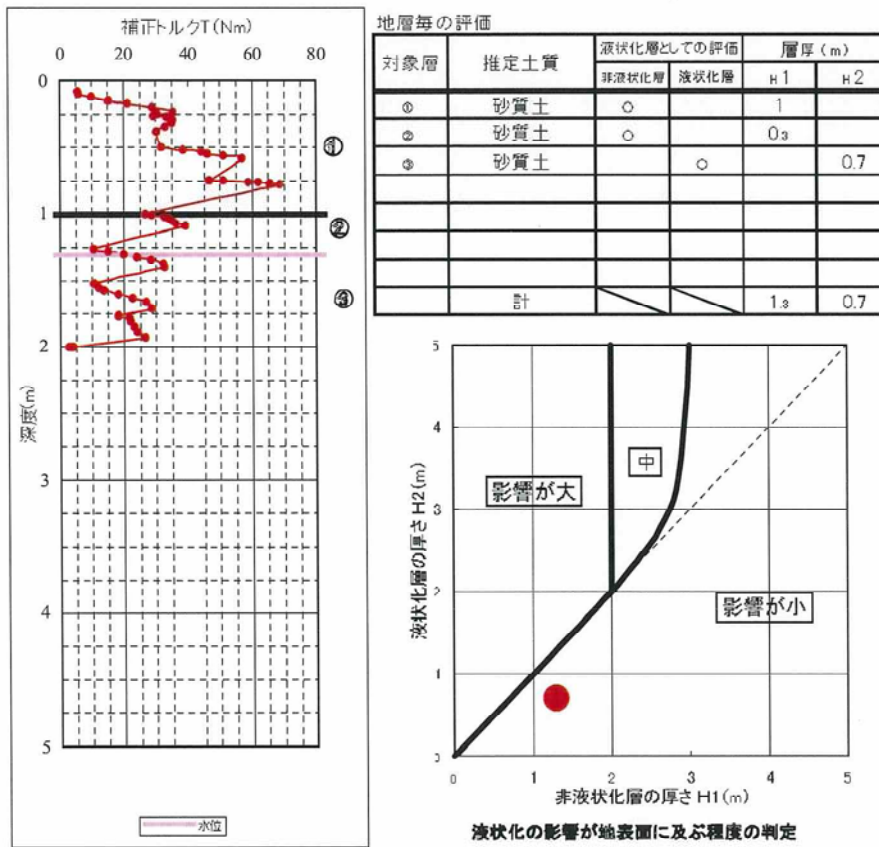 補正トルクT(Nm)
0 20 40 60 80
0
1
2
3
4
5
深度(m)
①
②
③
水位
地層毎の評価
対象層 推定土質 液状化層としての評価 層厚(m)
非液状化層 液状化層 H1 H2
① 砂質土 ○ 1
② 砂質土 ○ 0.3
③ 砂質土 ○ 0.7
計 1.3 0.7
5
4
3
2
1
0
液状化層の厚さH2(m)
影響が大
中
影響が小
0 1 2 3 4 5
非液状化層の厚さH1(m)
液状化の影響が地表面に及ぶ程度の判定